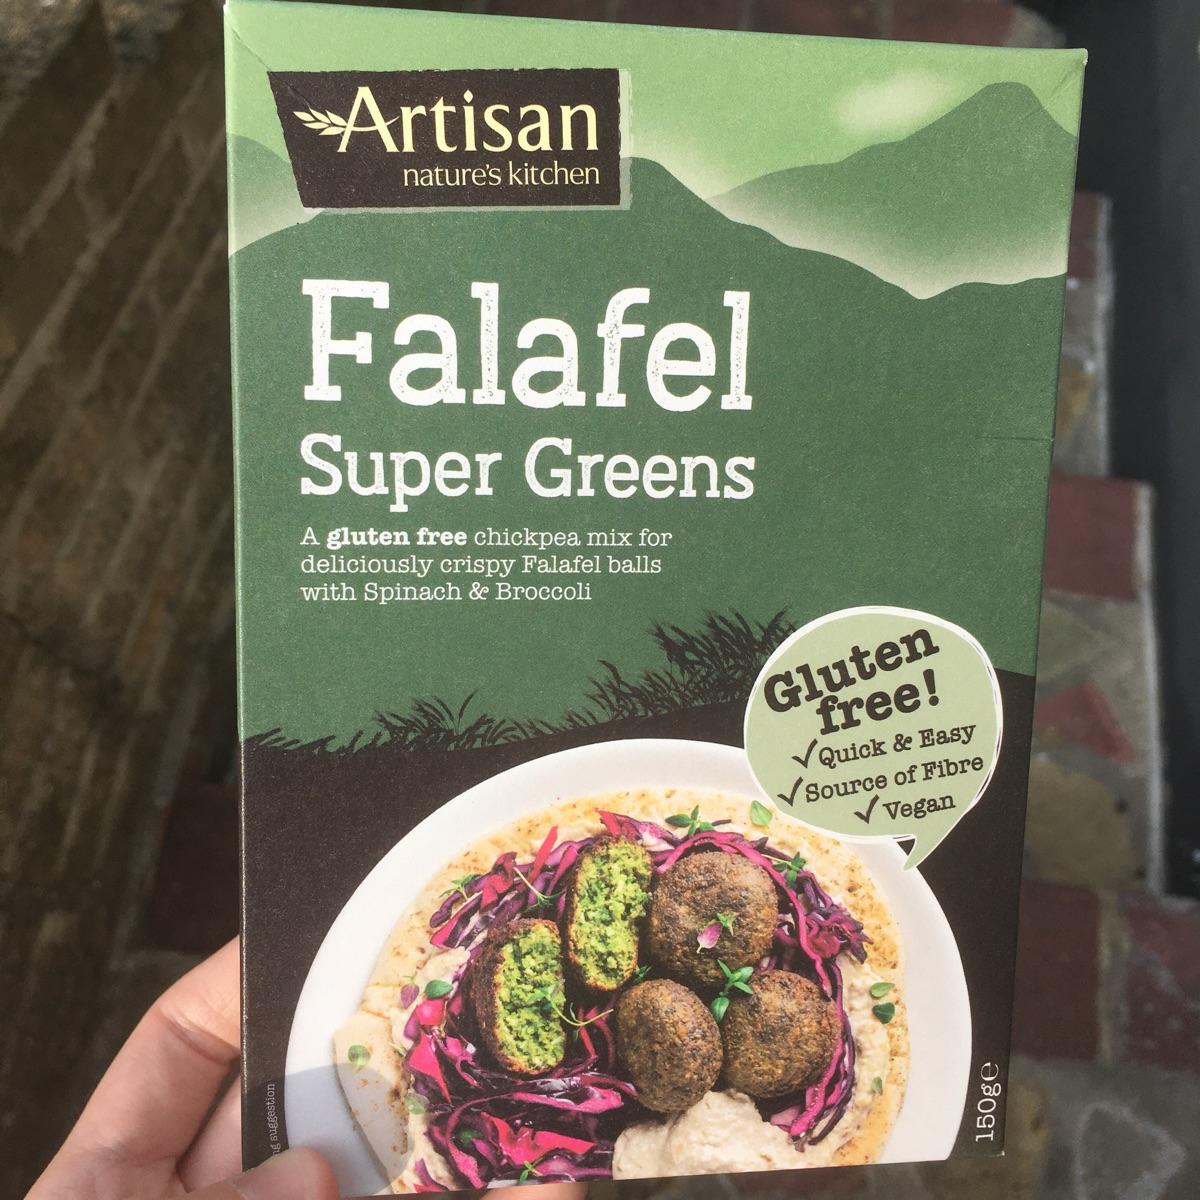 Artisan
nature's kitchen
Falafel
Super Greens
A gluten free chickpea mix for
deliciously crispy Falafel balls
with Spinach & Broccoli
Gluten
free!
✓Quick & Easy
✓Source of Fibre
✓Vegan
suggestion
150g℮